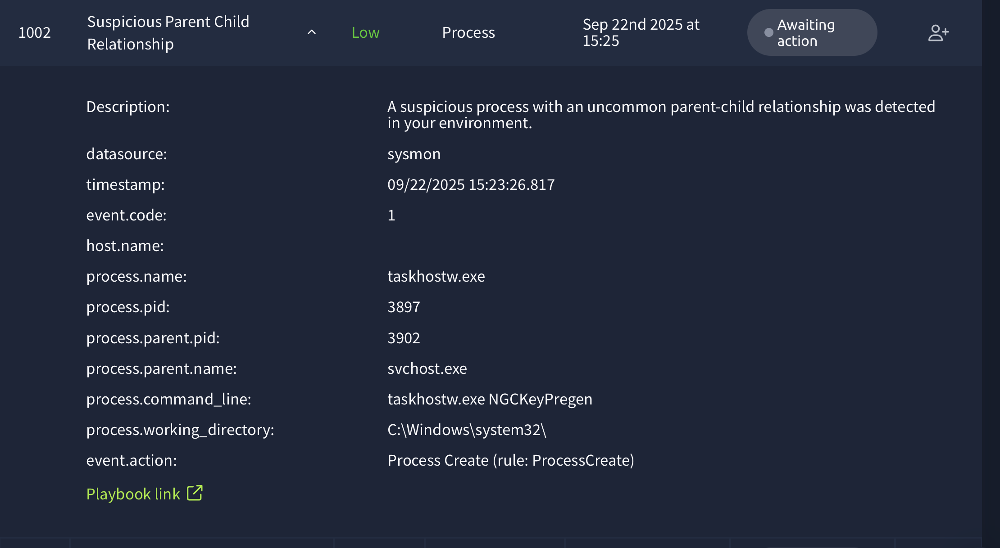 1002
Suspicious Parent Child
Relationship
Low
Process
Sep 22nd 2025 at
15:25
Awaiting
action
Description:
A suspicious process with an uncommon parent-child relationship was detected
in your environment.
datasource:
sysmon
timestamp:
09/22/2025 15:23:26.817
event.code:
1
host.name:
process.name:
taskhostw.exe
process.pid:
3897
process.parent.pid:
3902
process.parent.name:
svchost.exe
process.command_line:
taskhostw.exe NGCKeyPregen
process.working_directory:
C:\Windows\system32\
event.action:
Process Create (rule: ProcessCreate)
Playbook link